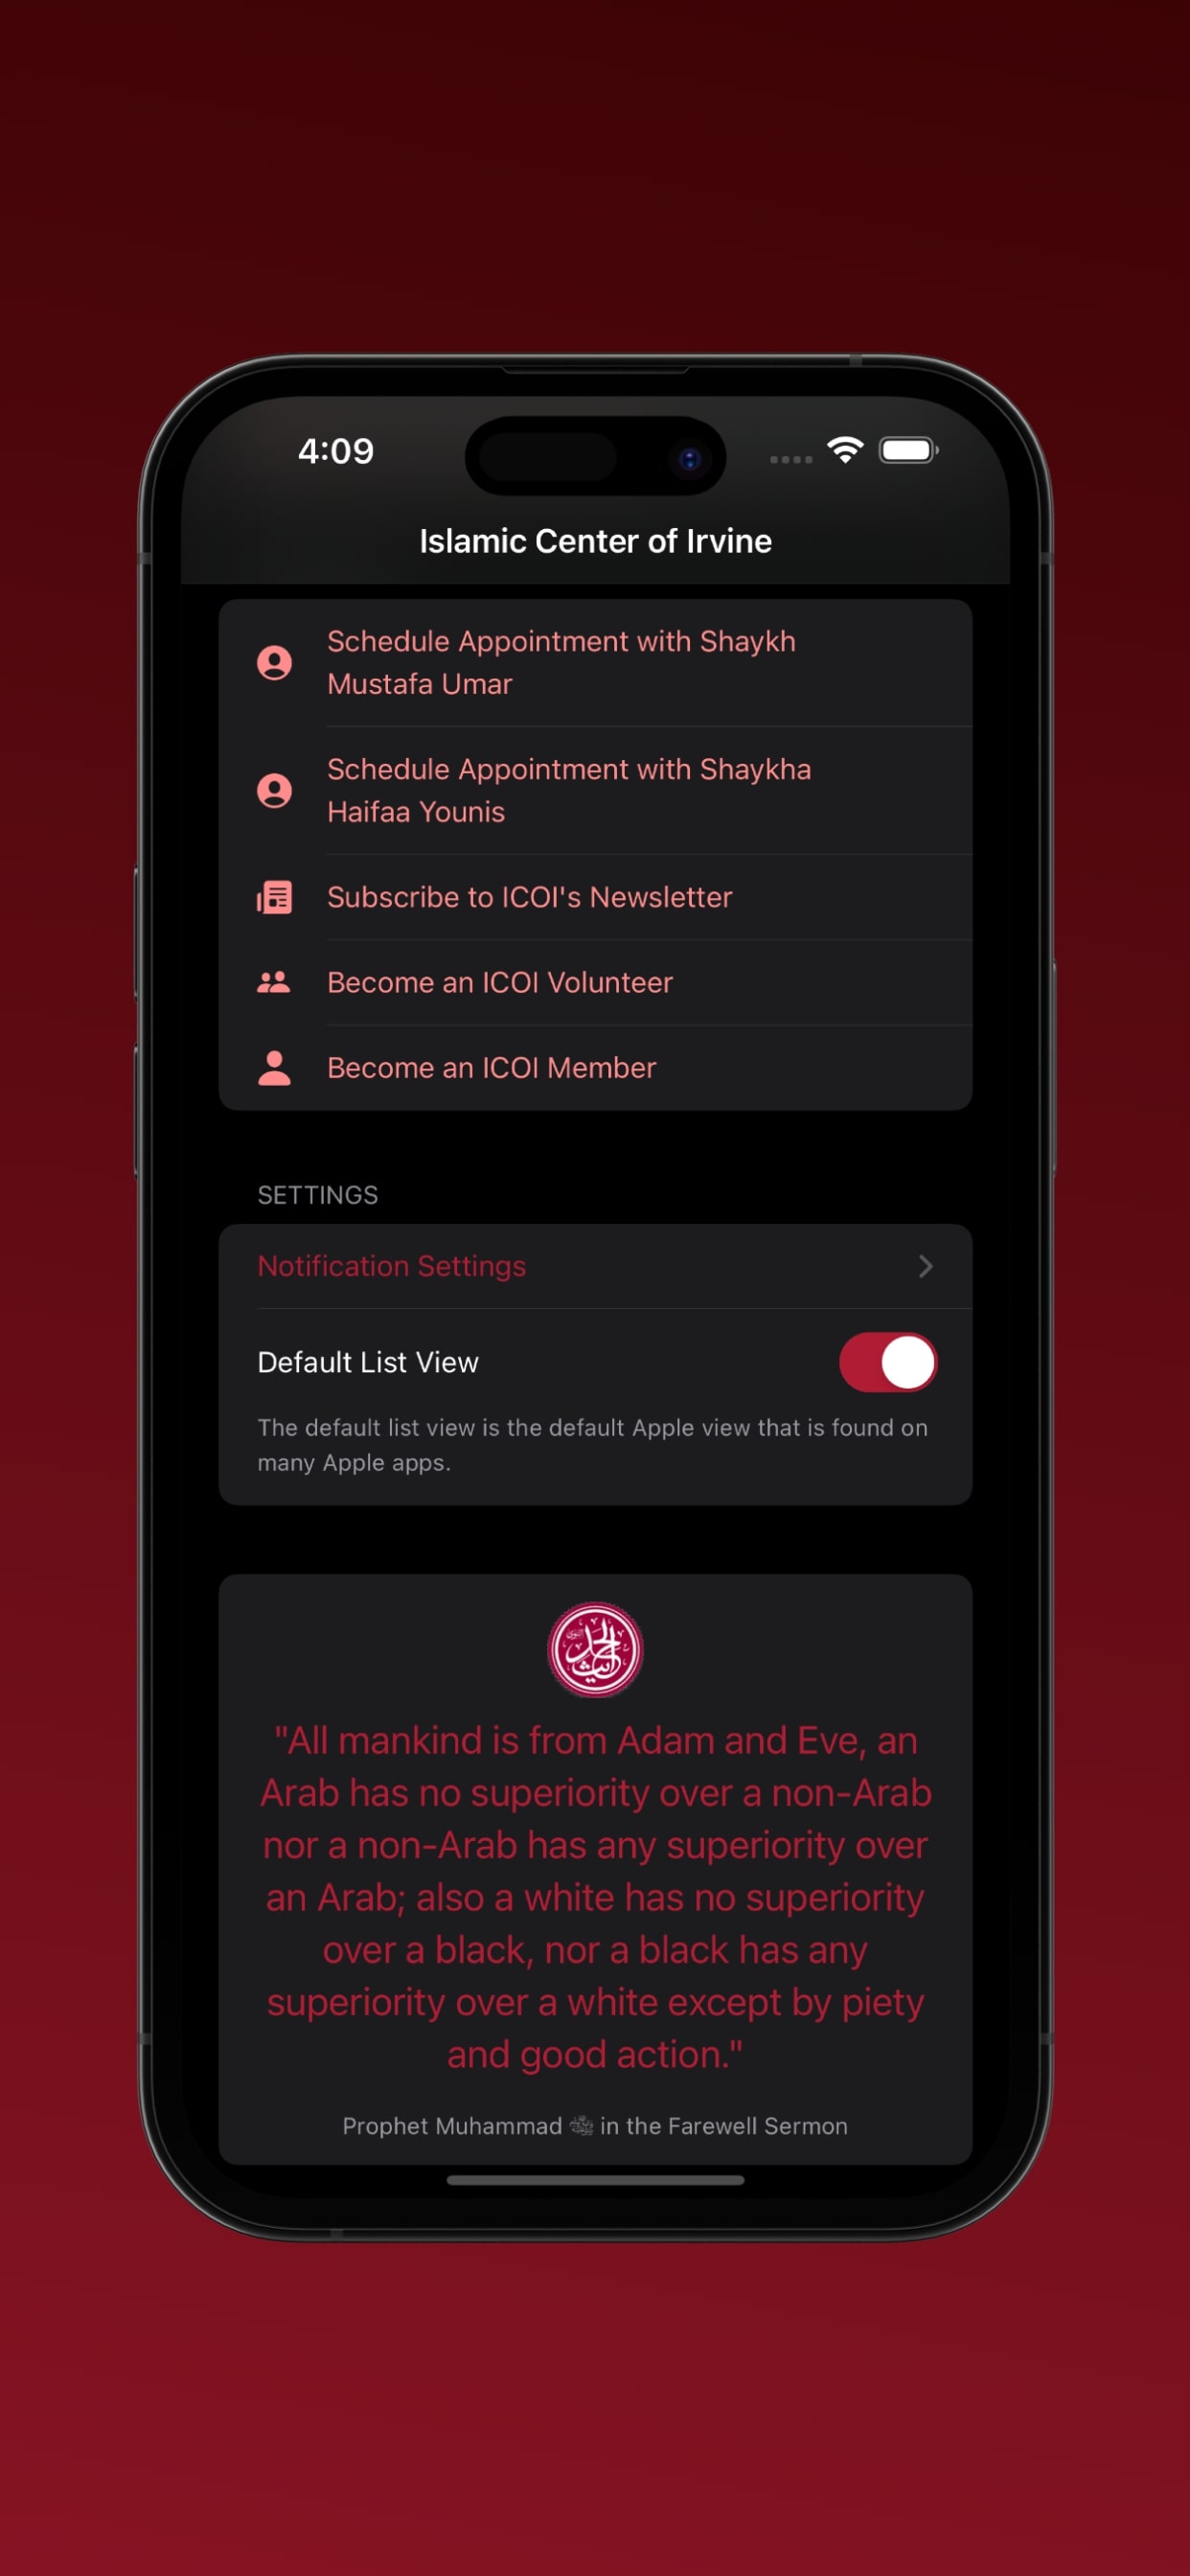 4:09
Islamic Center of Irvine
Schedule Appointment with Shaykh
Mustafa Umar
Schedule Appointment with Shaykha
Haifaa Younis
Subscribe to ICOI's Newsletter
Become an ICOI Volunteer
Become an ICOI Member
SETTINGS
Notification Settings
Default List View
The default list view is the default Apple view that is found on
many Apple apps.
"All mankind is from Adam and Eve, an
Arab has no superiority over a non-Arab
nor a non-Arab has any superiority over
an Arab; also a white has no superiority
over a black, nor a black has any
superiority over a white except by piety
and good action."
Prophet Muhammad ﷺ in the Farewell Sermon